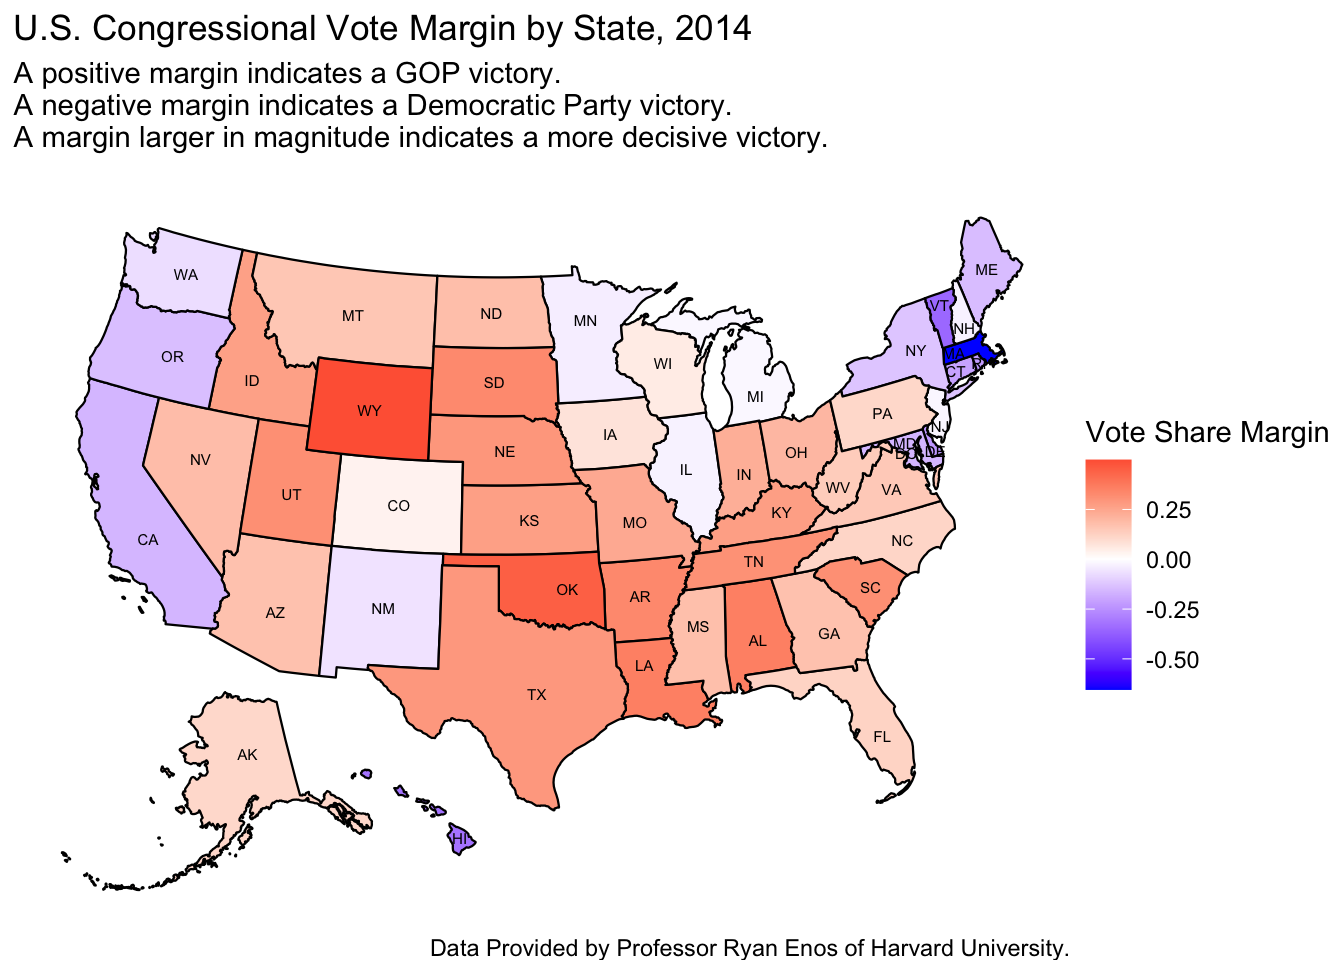 U.S. Congressional Vote Margin by State, 2014
A positive margin indicates a GOP victory.
A negative margin indicates a Democratic Party victory.
A margin larger in magnitude indicates a more decisive victory.
WA
ME
MT
ND
VT
MN
NH
OR
NY
MA
WI
ID
SD
CT
RI
WY
MI
PA
IA
NJ
NE
OH
MD
DC
DE
NV
IL
IN
UT
WV
VA
CO
KS
MO
KY
CA
NC
TN
OK
AR
SC
AZ
NM
MS
AL
GA
LA
TX
FL
AK
HI
Vote Share Margin
0.25
0.00
-0.25
-0.50
Data Provided by Professor Ryan Enos of Harvard University.